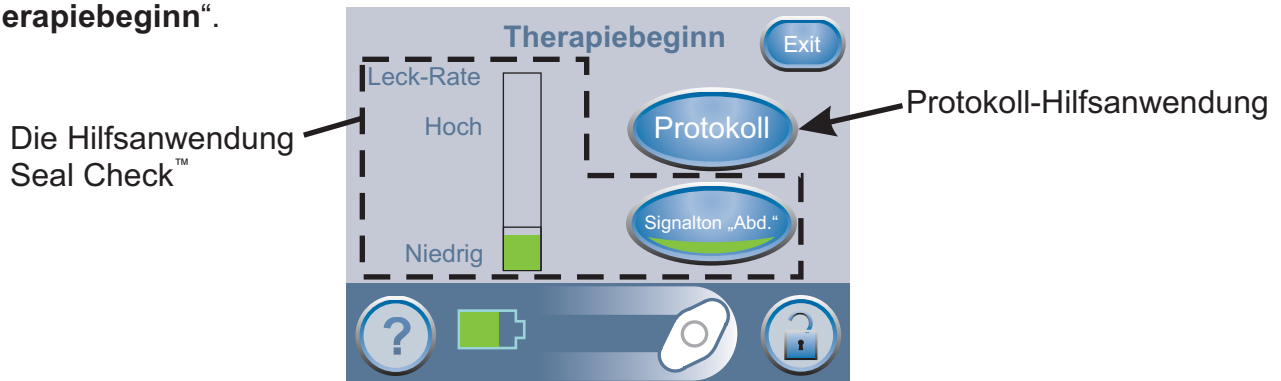 erapiebeginn“.
Therapiebeginn
Exit
Leck-Rate
Hoch
Protokoll
Protokoll-Hilfsanwendung
Die Hilfsanwendung
Seal Check™
Signalton „Abd.“
Niedrig
?